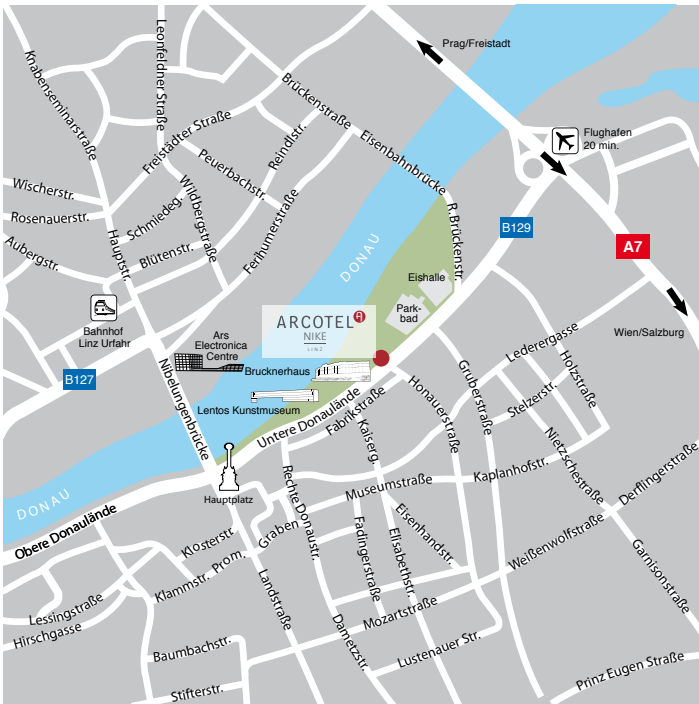 Prag/Freistadt
Knabenseminarstraße
Leonfeldner Straße
Brückenstraße
Eisenbahnbrücke
Flughafen
20 min.
Freistädter Straße
Reindlstr.
Peuerbachstr.
Wischerstr.
Rosenauerstr.
Schmiedeg.
Wildbergstraße
Ferihumerstraße
R.Brückenstr.
B129
A7
Aubergstr.
Hauptstr.
Blütenstr.
DONAU
Eishalle
Park-
bad
Bahnhof
Linz Urfahr
ARCOTEL
NIKE
LINZ
Wien/Salzburg
Ars
Electronica
Centre
Brucknerhaus
B127
Nibelungenbrücke
Lentos Kunstmuseum
Ledererergasse
Holzstraße
Gruberstraße
Stelzerstr.
Honauerstraße
Untere Donaulände
Fabrikstraße
Kaiserg.
Nietzschestraße
Derfflingerstraße
Kaplanhofstr.
Museumstraße
Hauptplatz
DONAU
Obere Donaulände
Rechte Donaustr.
Graben
Klosterstr.
Klammstr.
Prom.
Fadingerstraße
Elisabethstr.
Eisenhandstr.
Weißenwolfstraße
Garnisonstraße
Landstraße
Lessingstraße
Hirschgasse
Mozartstraße
Dametzstr.
Lustenauer Str.
Baumbachstr.
Stifterstr.
Prinz Eugen Straße